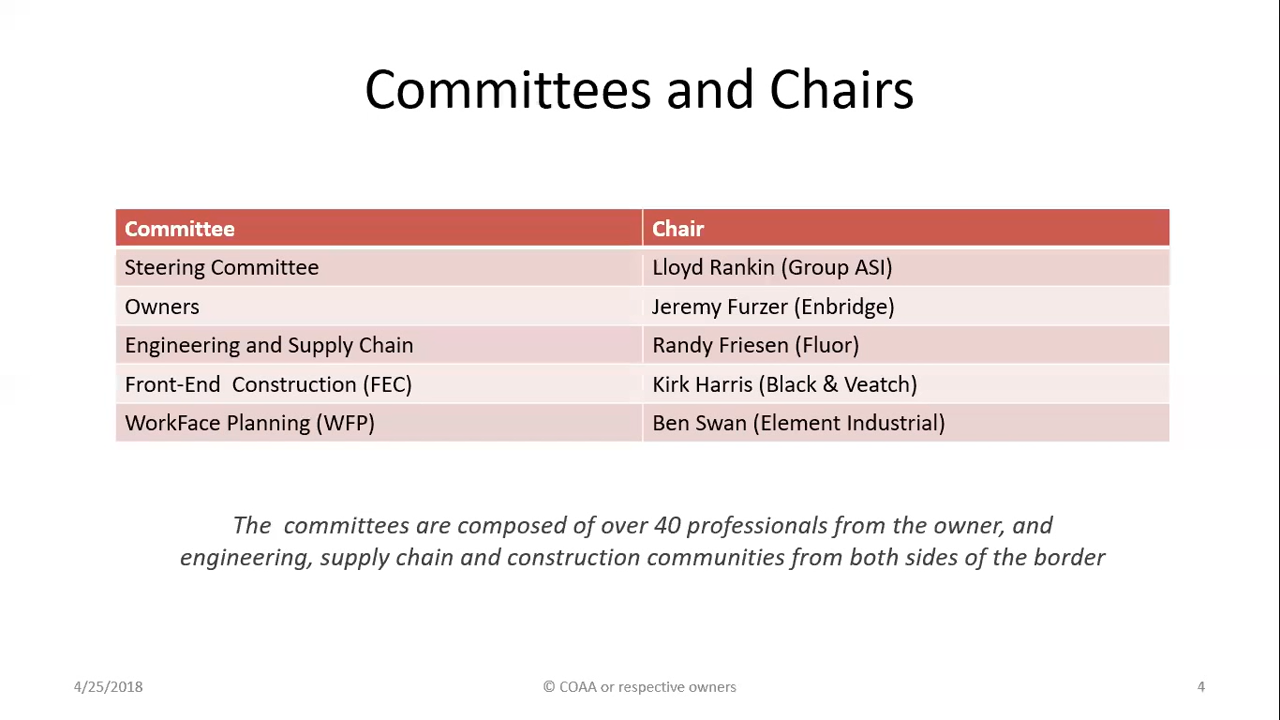 Committees and Chairs
Committee Chair
Steering Committee Lloyd Rankin (Group ASI)
Owners Jeremy Furzer (Enbridge)
Engineering and Supply Chain Randy Friesen (Fluor)
Front-End  Construction (FEC) Kirk Harris (Black & Veatch)
WorkFace Planning (WFP) Ben Swan (Element Industrial)
The  committees are composed of over 40 professionals from the owner, and
engineering, supply chain and construction communities from both sides of the border
4/25/2018 © COAA or respective owners 4